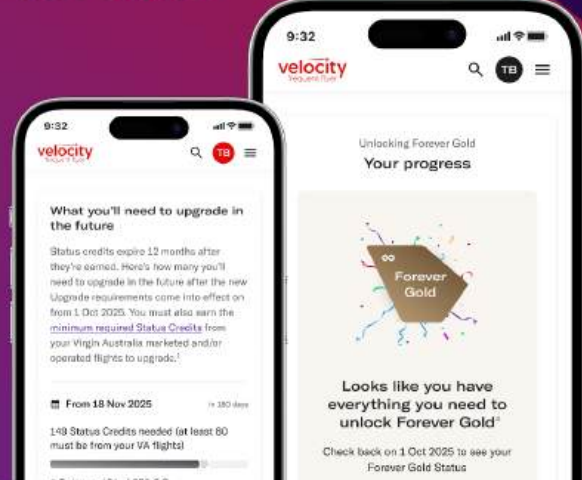 9:32
velocity
frequent flyer
TB
What you'll need to upgrade in
the future
Status credits expire 12 months after
they're earned. Here's how many you'll
need to upgrade in the future after the new
Upgrade requirements come into effect on
from 1 Oct 2025. You must also earn the
minimum required Status Credits from
your Virgin Australia marketed and/or
operated flights to upgrade.¹
From 18 Nov 2025
in 180 days
149 Status Credits needed (at least 80
must be from your VA flights)
9:32
velocity
frequent flyer
TB
Unlocking Forever Gold
Your progress
Forever
Gold
Looks like you have
everything you need to
unlock Forever Gold
Check back on 1 Oct 2025 to see your
Forever Gold Status